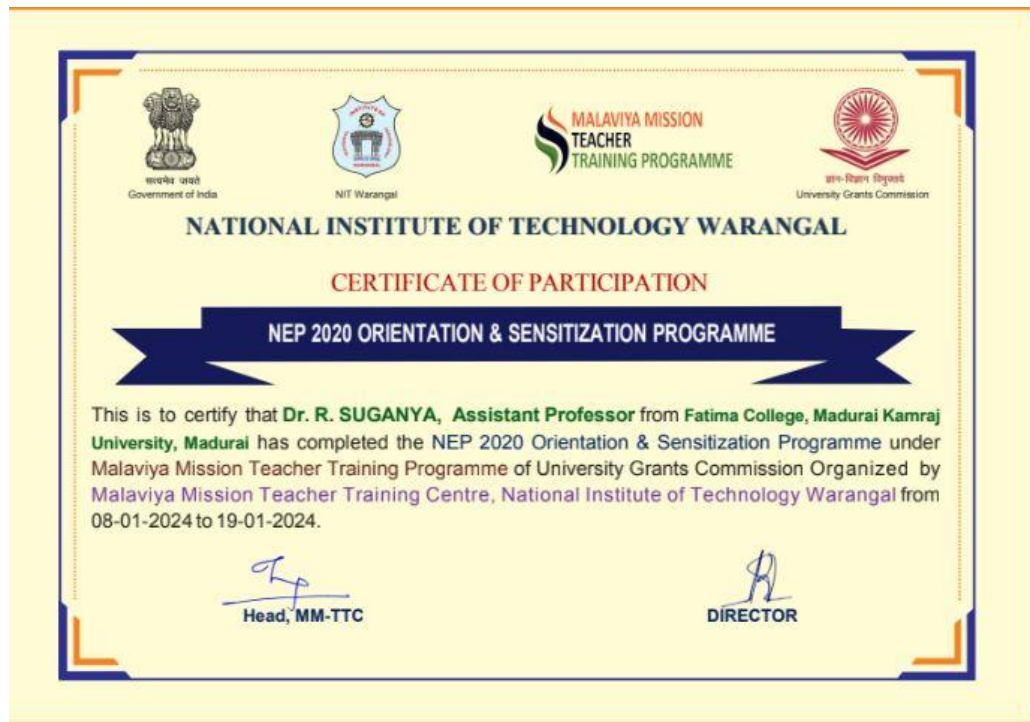 सत्यमेव जयते
Government of India
NIT Warangal
MALAVIYA MISSION
TEACHER
TRAINING PROGRAMME
ज्ञान-विज्ञान विमुक्तये
University Grants Commission
NATIONAL INSTITUTE OF TECHNOLOGY WARANGAL
CERTIFICATE OF PARTICIPATION
NEP 2020 ORIENTATION & SENSITIZATION PROGRAMME
This is to certify that Dr. R. SUGANYA, Assistant Professor from Fatima College, Madurai Kamraj
University, Madurai has completed the NEP 2020 Orientation & Sensitization Programme under
Malaviya Mission Teacher Training Programme of University Grants Commission Organized by
Malaviya Mission Teacher Training Centre, National Institute of Technology Warangal from
08-01-2024 to 19-01-2024.
Head, MM-TTC
DIRECTOR